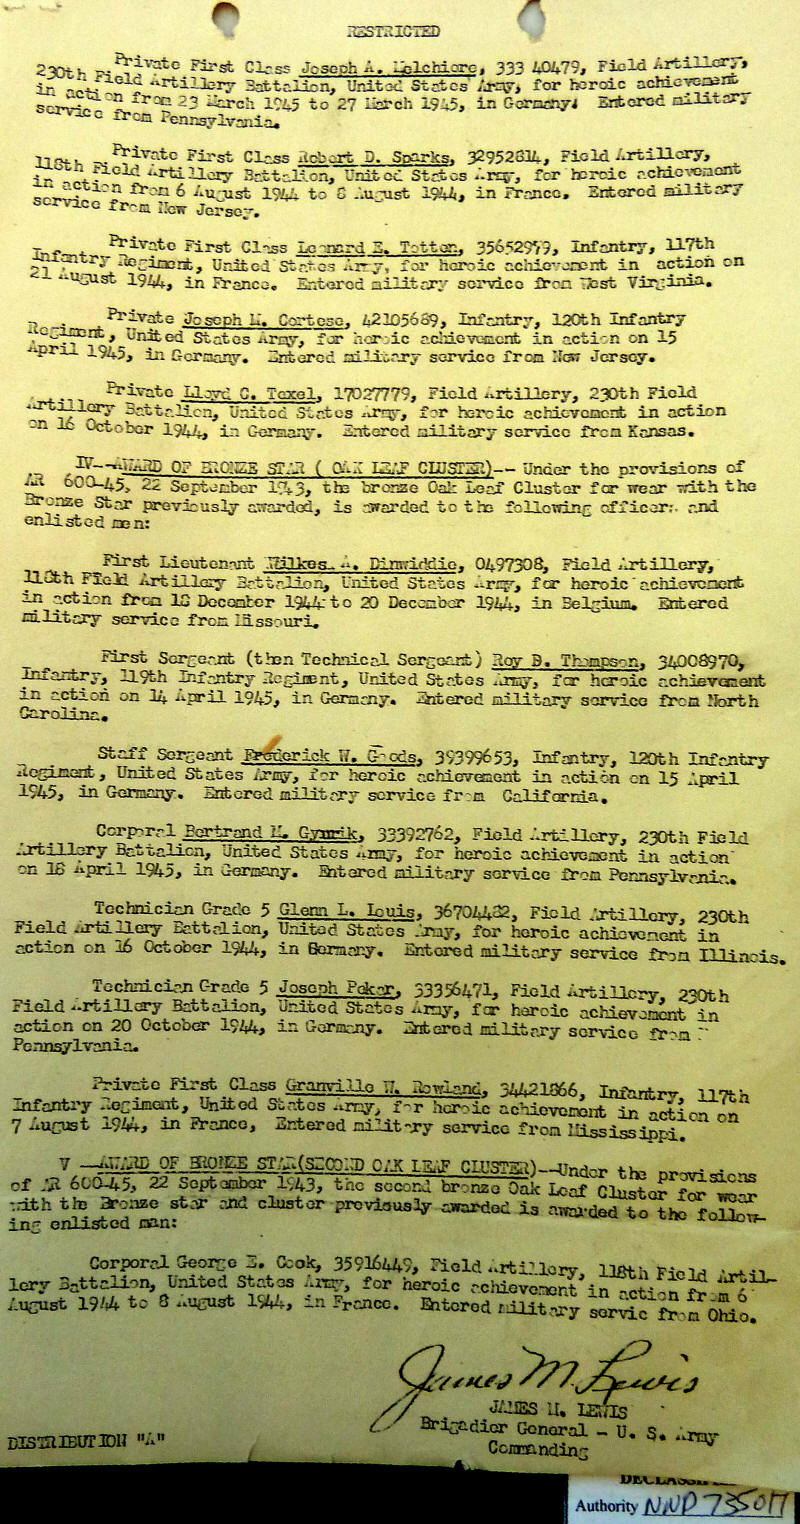 RESTRICTED
Private First Class Joseph A. Melchiore, 333 40479, Field Artillery,
230th Field Artillery Battalion, United States Army, for heroic achievement
in action from 23 March 1945 to 27 March 1945, in Germany. Entered military
service from Pennsylvania.
Private First Class Robert D. Sparks, 32952814, Field Artillery,
118th Field Artillery Battalion, United States Army, for heroic achievement
in action from 6 August 1944 to 8 August 1944, in France. Entered military
service from New Jersey.
Private First Class Leonard E. Totten, 35652979, Infantry, 117th
Infantry Regiment, United States Army, for heroic achievement in action on
21 August 1944, in France. Entered military service from West Virginia.
Private Joseph M. Cortese, 42105689, Infantry, 120th Infantry
Regiment, United States Army, for heroic achievement in action on 15
April 1945, in Germany. Entered military service from New Jersey.
Private Lloyd C. Texel, 17027779, Field Artillery, 230th Field
Artillery Battalion, United States Army, for heroic achievement in action
on 16 October 1944, in Germany. Entered military service from Kansas.
IV--AWARD OF BRONZE STAR ( OAK LEAF CLUSTER)-- Under the provisions of
AR 600-45, 22 September 1943, the bronze Oak Leaf Cluster for wear with the
Bronze Star previously awarded, is awarded to the following officer and
enlisted men:
First Lieutenant Wilkes A. Dinwiddie, 0497308, Field Artillery,
118th Field Artillery Battalion, United States Army, for heroic achievement
in action from 18 December 1944 to 20 December 1944, in Belgium. Entered
military service from Missouri.
First Sergeant (then Technical Sergeant) Roy B. Thompson, 34008970,
Infantry, 119th Infantry Regiment, United States Army, for heroic achievement
in action on 14 April 1945, in Germany. Entered military service from North
Carolina.
Staff Sergeant Frederick W. 39399653, Infantry, 120th Infantry
Regiment, United States Army, for heroic achievement in action on 15 April
1945, in Germany. Entered military service from California.
Corporal Bertrand M. Gymrik, 33392762, Field Artillery, 230th Field
Artillery Battalion, United States Army, for heroic achievement in action
on 18 April 1945, in Germany. Entered military service from Pennsylvania.
Technician Grade 5 Glenn L. Louis, 36704482, Field Artillery, 230th
Field Artillery Battalion, United States Army, for heroic achievement in
action on 16 October 1944, in Germany. Entered military service from Illinois.
Technician Grade 5 Joseph Pekar, 33356471, Field Artillery, 230th
Field Artillery Battalion, United States Army, for heroic achievement in
action on 20 October 1944, in Germany. Entered military service from
Pennsylvania.
Private First Class Granville W. Rowland, 34421866, Infantry, 117th
Infantry Regiment, United States Army, for heroic achievement in action on
7 August 1944, in France, Entered military service from Mississippi.
V --AWARD OF BRONZE STAR(SECOND OAK LEAF CLUSTER)--Under the provisions
of AR 600-45, 22 September 1943, the second bronze Oak Leaf Cluster for wear
with the Bronze star and cluster previously awarded is awarded to the follow-
ing enlisted man:
Corporal George E. Cook, 35916449, Field Artillery, 118th Field Artil-
lery Battalion, United States Army, for heroic achievement in action from 6
August 1944 to 8 August 1944, in France. Entered military servic from Ohio.
James M. Lewis
JAMES M. LEWIS
Brigadier General - U. S. Army
Commanding
DISTRIBUTION "A"
Authority NND 735017